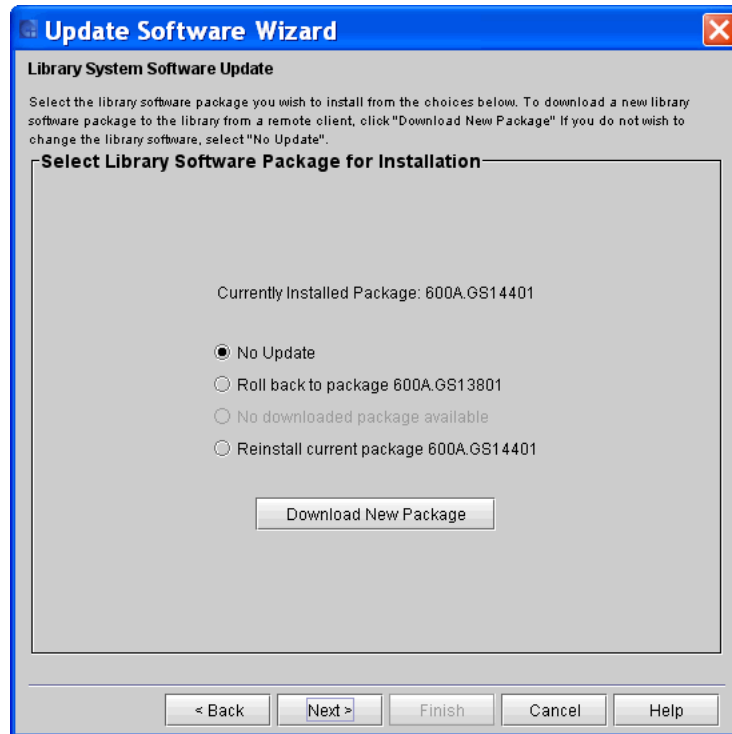 Update Software Wizard
Library System Software Update
Select the library software package you wish to install from the choices below. To download a new library
software package to the library from a remote client, click "Download New Package" If you do not wish to
change the library software, select "No Update".
Select Library Software Package for Installation
Currently Installed Package: 600A.GS14401
No Update
Roll back to package 600A.GS13801
No downloaded package available
Reinstall current package 600A.GS14401
Download New Package
< Back Next > Finish Cancel Help